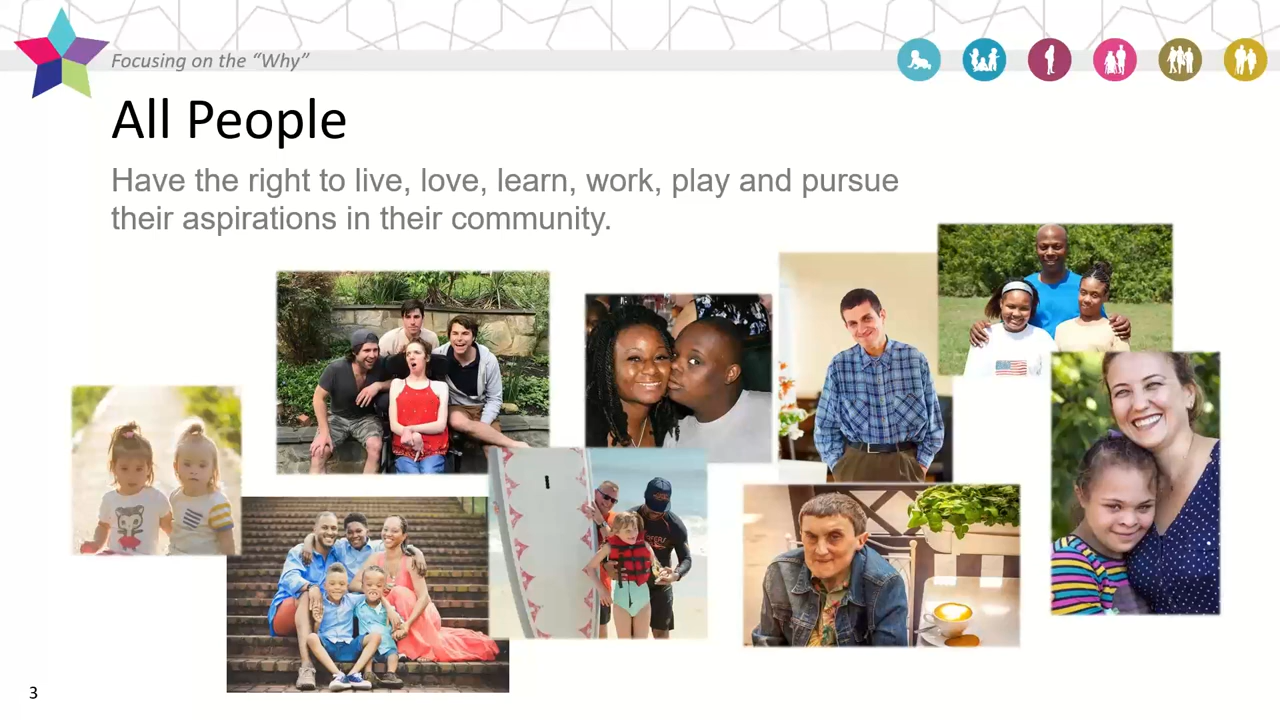 Focusing on the “Why”
All People
Have the right to live, love, learn, work, play and pursue
their aspirations in their community.
3